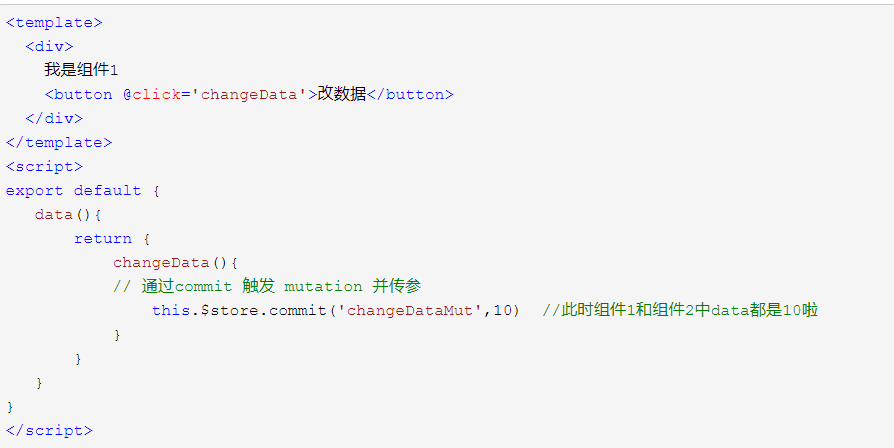 <template>
  <div>
    我是组件1
    <button @click='changeData'>改数据</button>
  </div>
</template>
<script>
export default {
   data(){
       return {
           changeData(){
           // 通过commit 触发 mutation 并传参
               this.$store.commit('changeDataMut',10)  //此时组件1和组件2中data都是10啦
           }
       }
   }
}
</script>